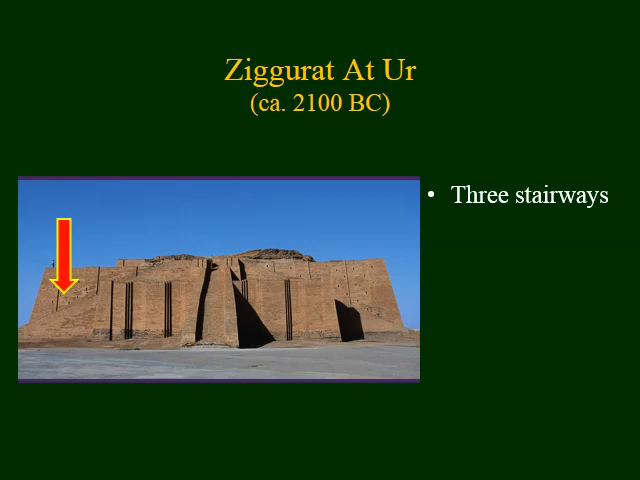 Ziggurat At Ur
(ca. 2100 BC)
• Three stairways